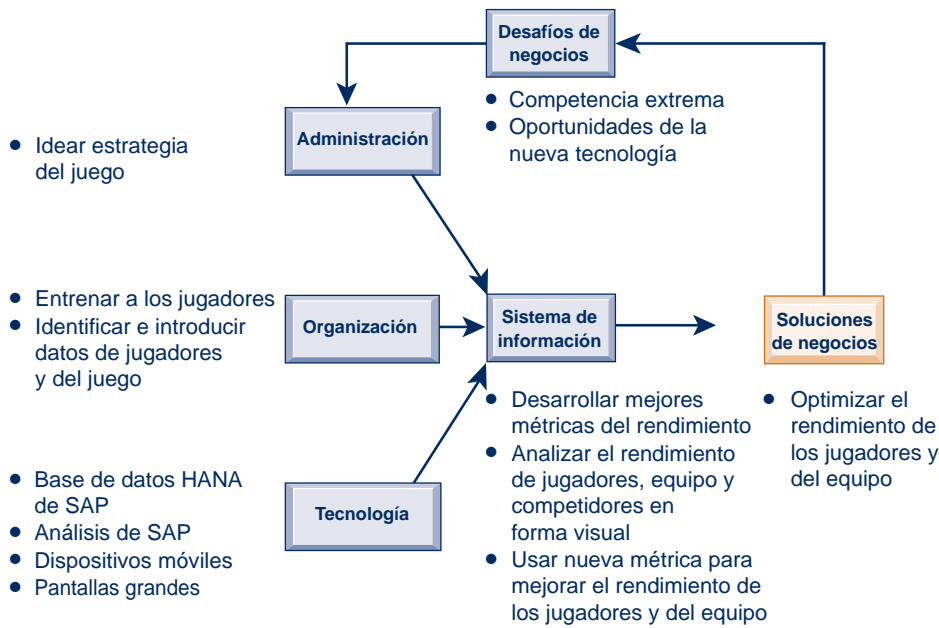 Desafíos de
negocios
• Competencia extrema
• Oportunidades de la
nueva tecnología
Administración
• Idear estrategia
del juego
• Entrenar a los jugadores
• Identificar e introducir
datos de jugadores
y del juego
Organización
Sistema de
información
Soluciones
de negocios
• Desarrollar mejores
métricas del rendimiento
• Analizar el rendimiento
de jugadores, equipo y
competidores en
forma visual
• Usar nueva métrica para
mejorar el rendimiento de
los jugadores y del equipo
• Optimizar el
rendimiento de
los jugadores y
del equipo
• Base de datos HANA
de SAP
• Análisis de SAP
• Dispositivos móviles
• Pantallas grandes
Tecnología